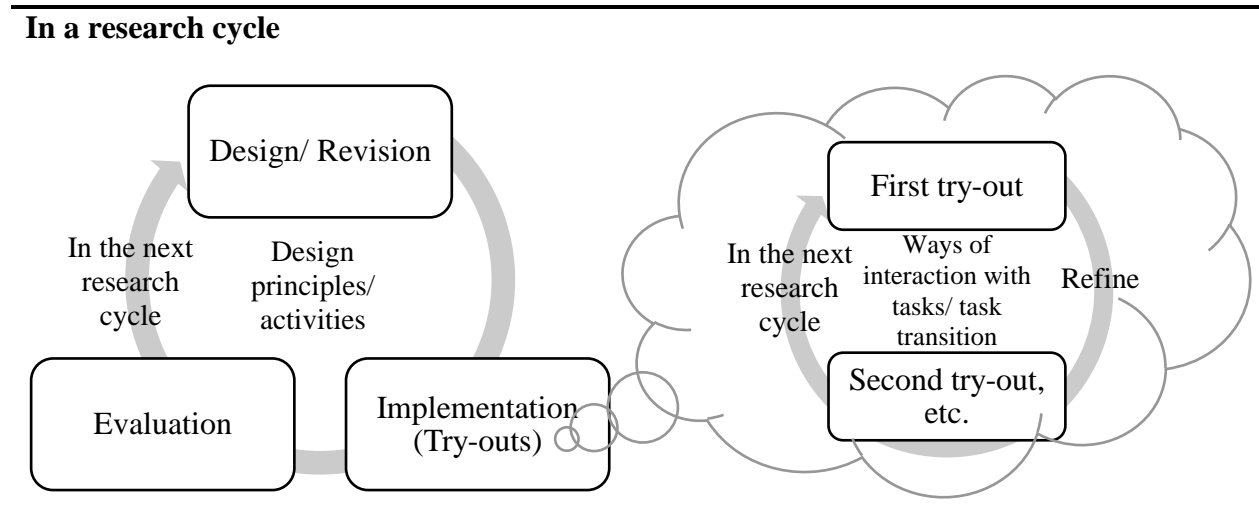 In a research cycle
Design/ Revision
In the next
research
cycle
Design
principles/
activities
Evaluation
Implementation
(Try-outs)
First try-out
In the next
research
cycle
Ways of
interaction with
tasks/ task
transition
Refine
Second try-out,
etc.